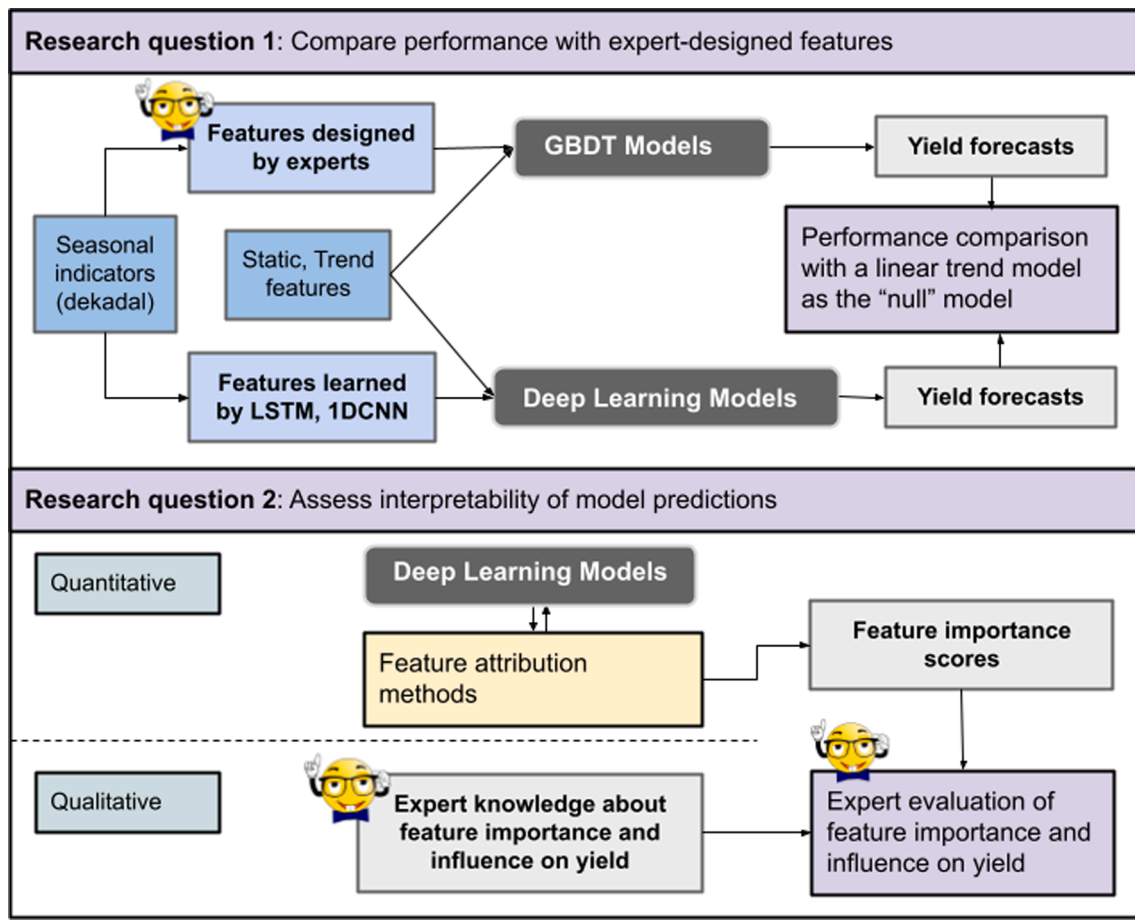 Research question 1: Compare performance with expert-designed features
Features designed
by experts
GBDT Models
Yield forecasts
Seasonal
indicators
(dekadal)
Static, Trend
features
Performance comparison
with a linear trend model
as the “null” model
Features learned
by LSTM, 1DCNN
Deep Learning Models
Yield forecasts
Research question 2: Assess interpretability of model predictions
Quantitative
Deep Learning Models
Feature attribution
methods
Feature importance
scores
Qualitative
Expert knowledge about
feature importance and
influence on yield
Expert evaluation of
feature importance and
influence on yield